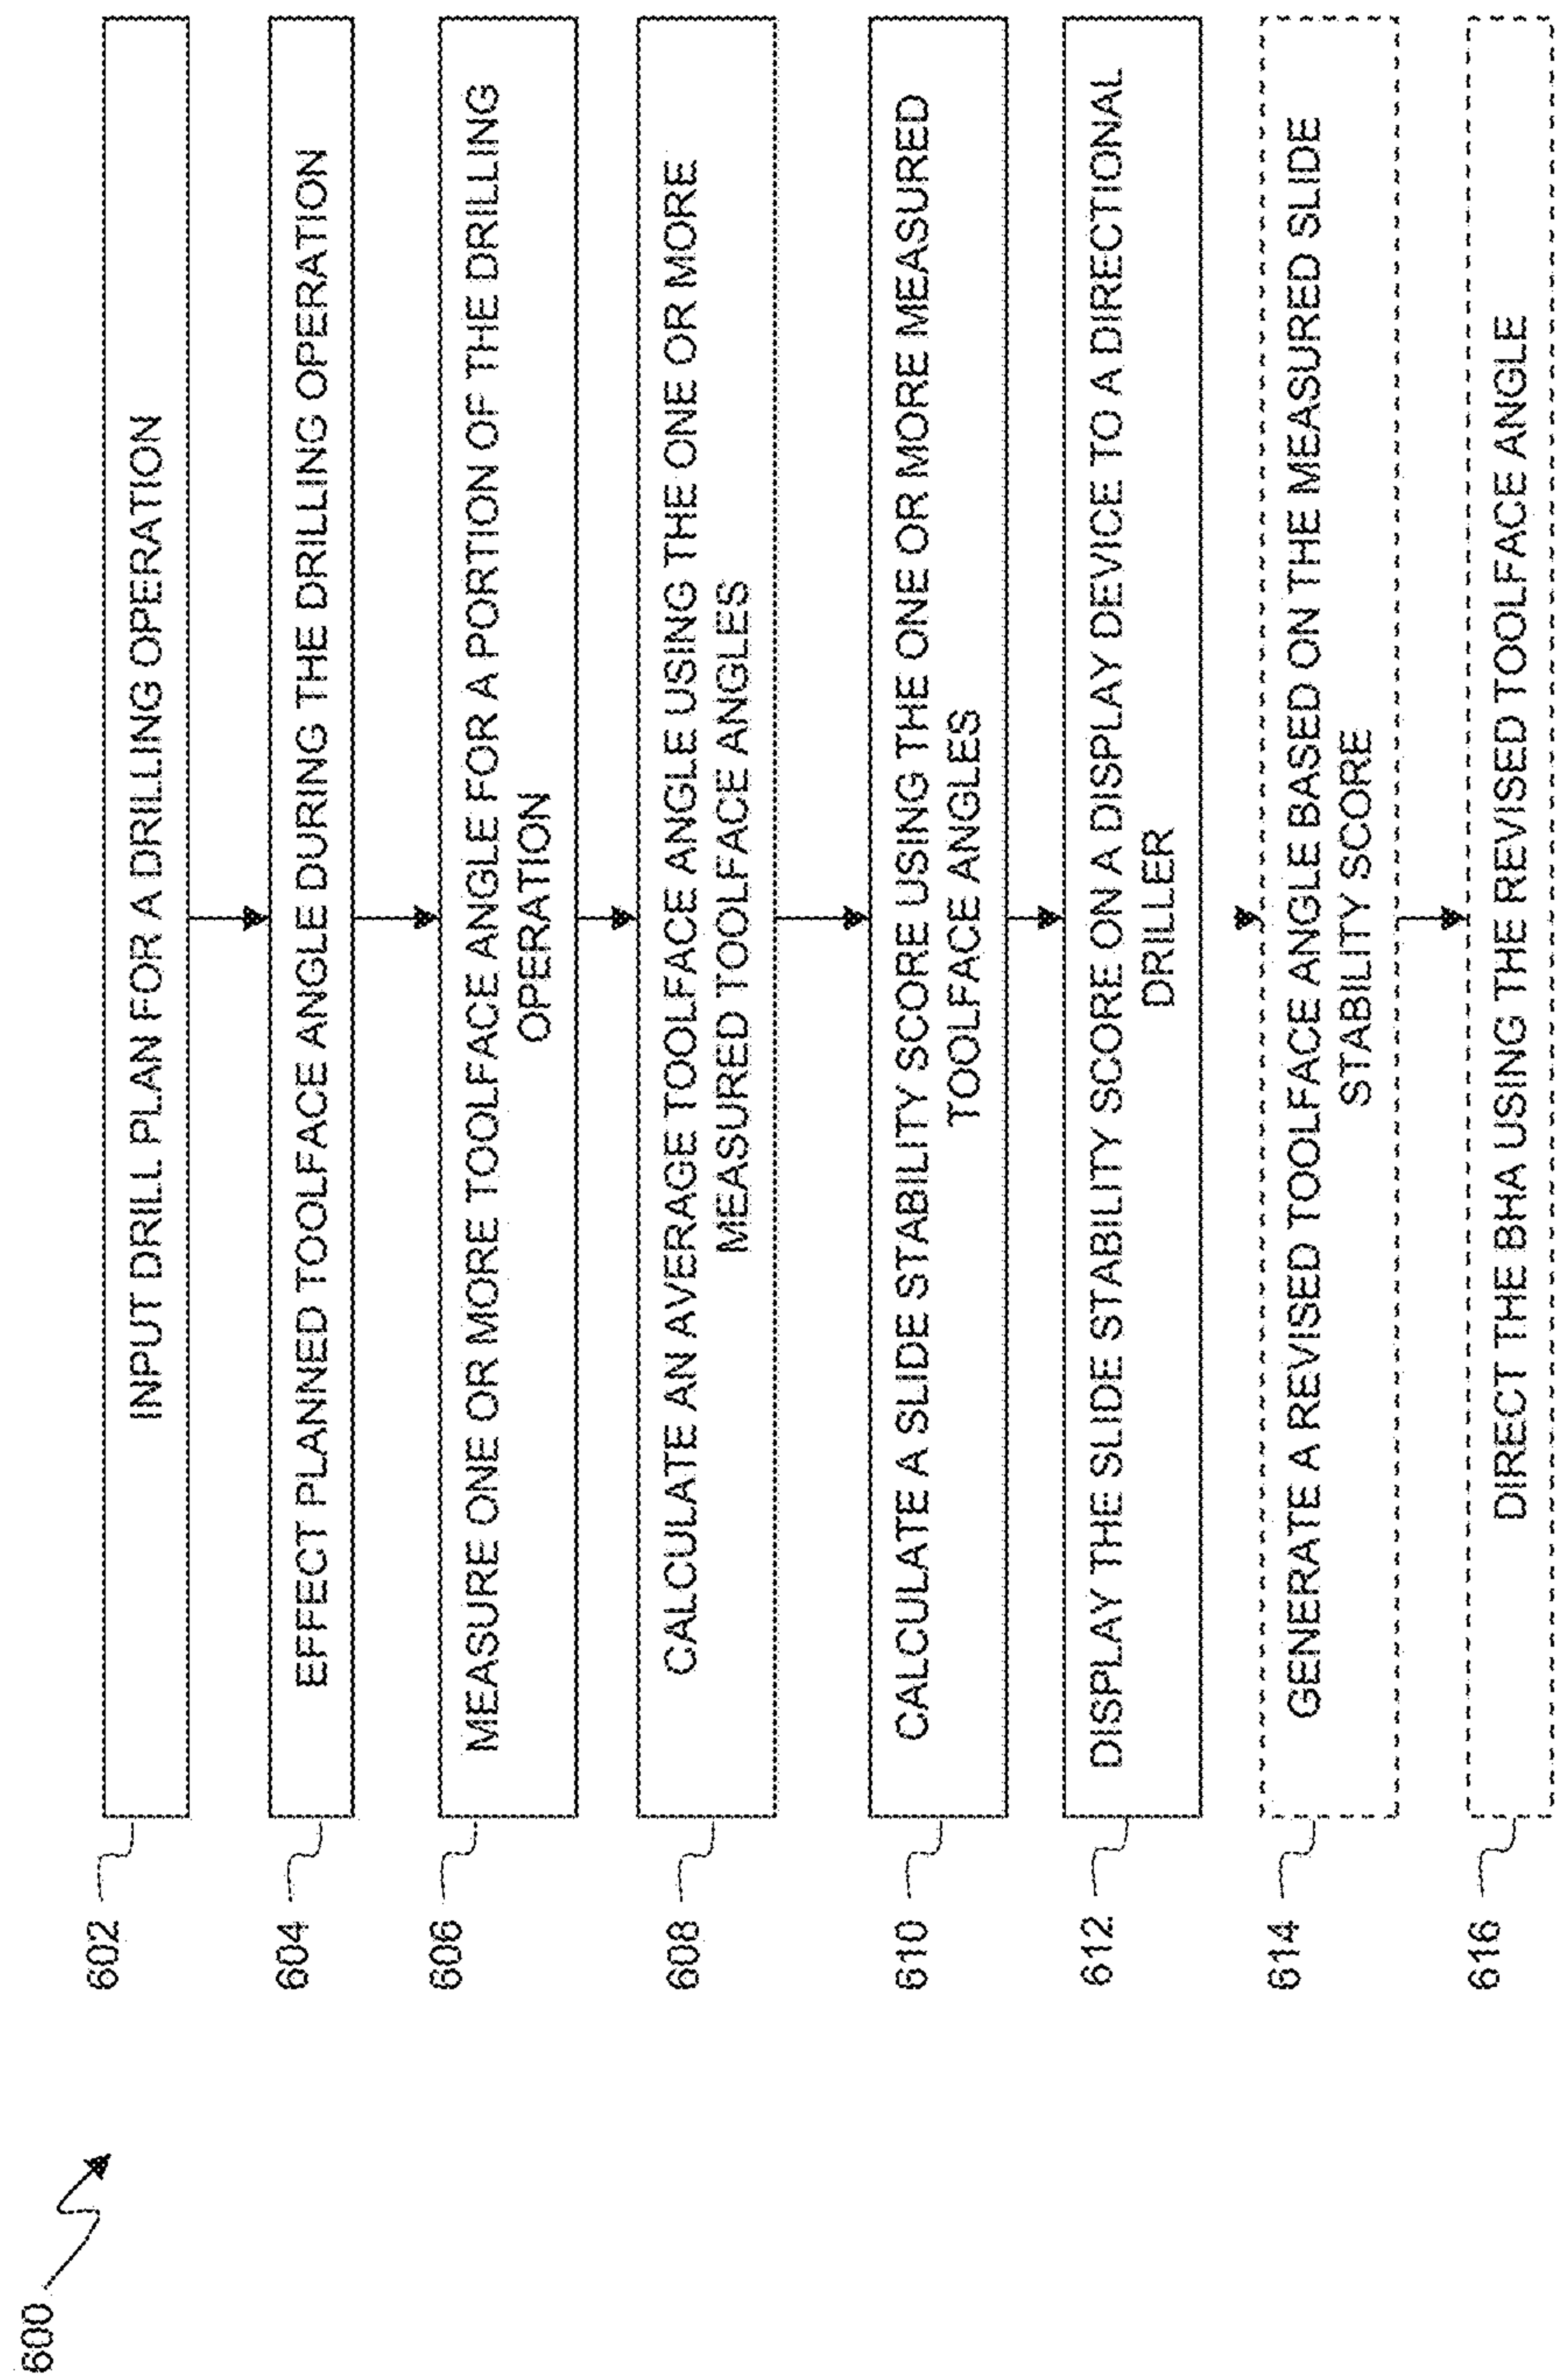 600
602
INPUT DRILL PLAN FOR A DRILLING OPERATION
604
EFFECT PLANNED TOOLFACE ANGLE DURING THE DRILLING OPERATION
606
MEASURE ONE OR MORE TOOLFACE ANGLE FOR A PORTION OF THE DRILLING
OPERATION
608
CALCULATE AN AVERAGE TOOLFACE ANGLE USING THE ONE OR MORE
MEASURED TOOLFACE ANGLES
610
CALCULATE A SLIDE STABILITY SCORE USING THE ONE OR MORE MEASURED
TOOLFACE ANGLES
612
DISPLAY THE SLIDE STABILITY SCORE ON A DISPLAY DEVICE TO A DIRECTIONAL
DRILLER
614
GENERATE A REVISED TOOLFACE ANGLE BASED ON THE MEASURED SLIDE
STABILITY SCORE
616
DIRECT THE BHA USING THE REVISED TOOLFACE ANGLE